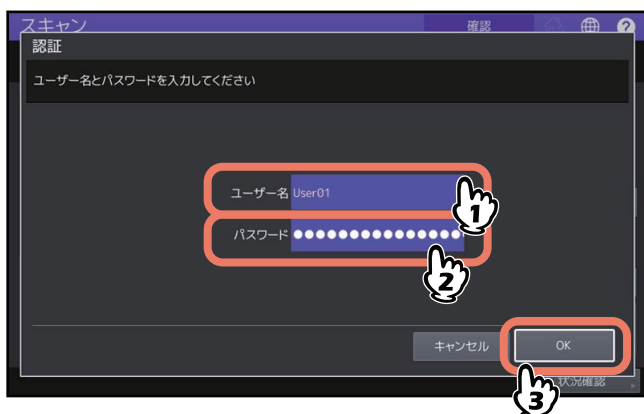 スキャン 確認 ?
認証
ユーザー名とパスワードを入力してください
ユーザー名 User01
1
パスワード ●●●●●●●●●●●●●●●
2
キャンセル OK
3
状況確認